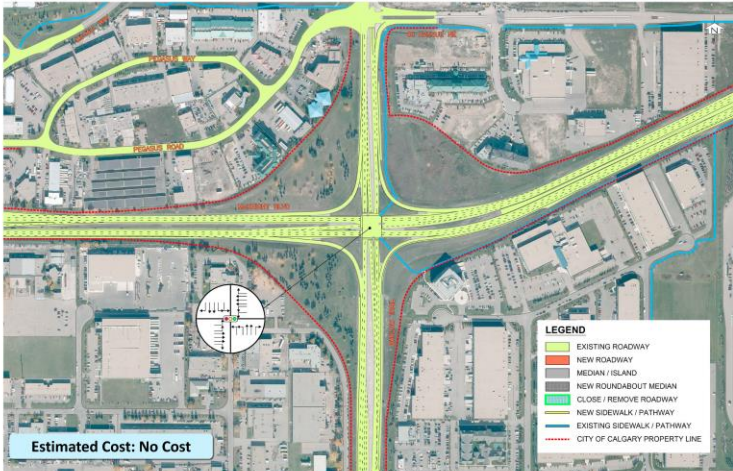 PEGASUS WAY
PEGASUS ROAD
N
LEGEND
EXISTING ROADWAY
NEW ROADWAY
MEDIAN / ISLAND
NEW ROUNDABOUT MEDIAN
CLOSE / REMOVE ROADWAY
NEW SIDEWALK / PATHWAY
EXISTING SIDEWALK / PATHWAY
CITY OF CALGARY PROPERTY LINE
Estimated Cost: No Cost